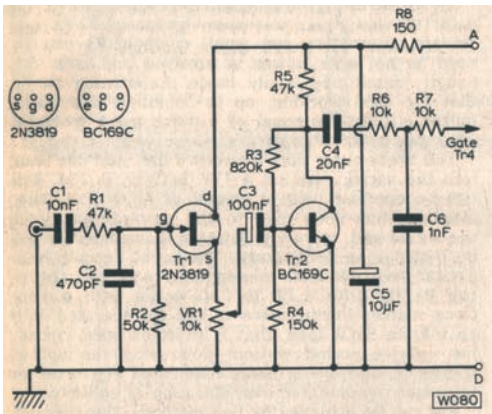 R8
150
A
s g d
2N3819
e b c
BC169C
R5
47k
R6
10k
R7
10k
C4
20nF
Gate
Tr4
R3
820k
C1
10nF
R1
47k
C3
100nF
d
g
s
Tr1
2N3819
Tr2
BC169C
C6
1nF
C2
470pF
R2
50k
VR1
10k
R4
150k
C5
10µF
D
W080